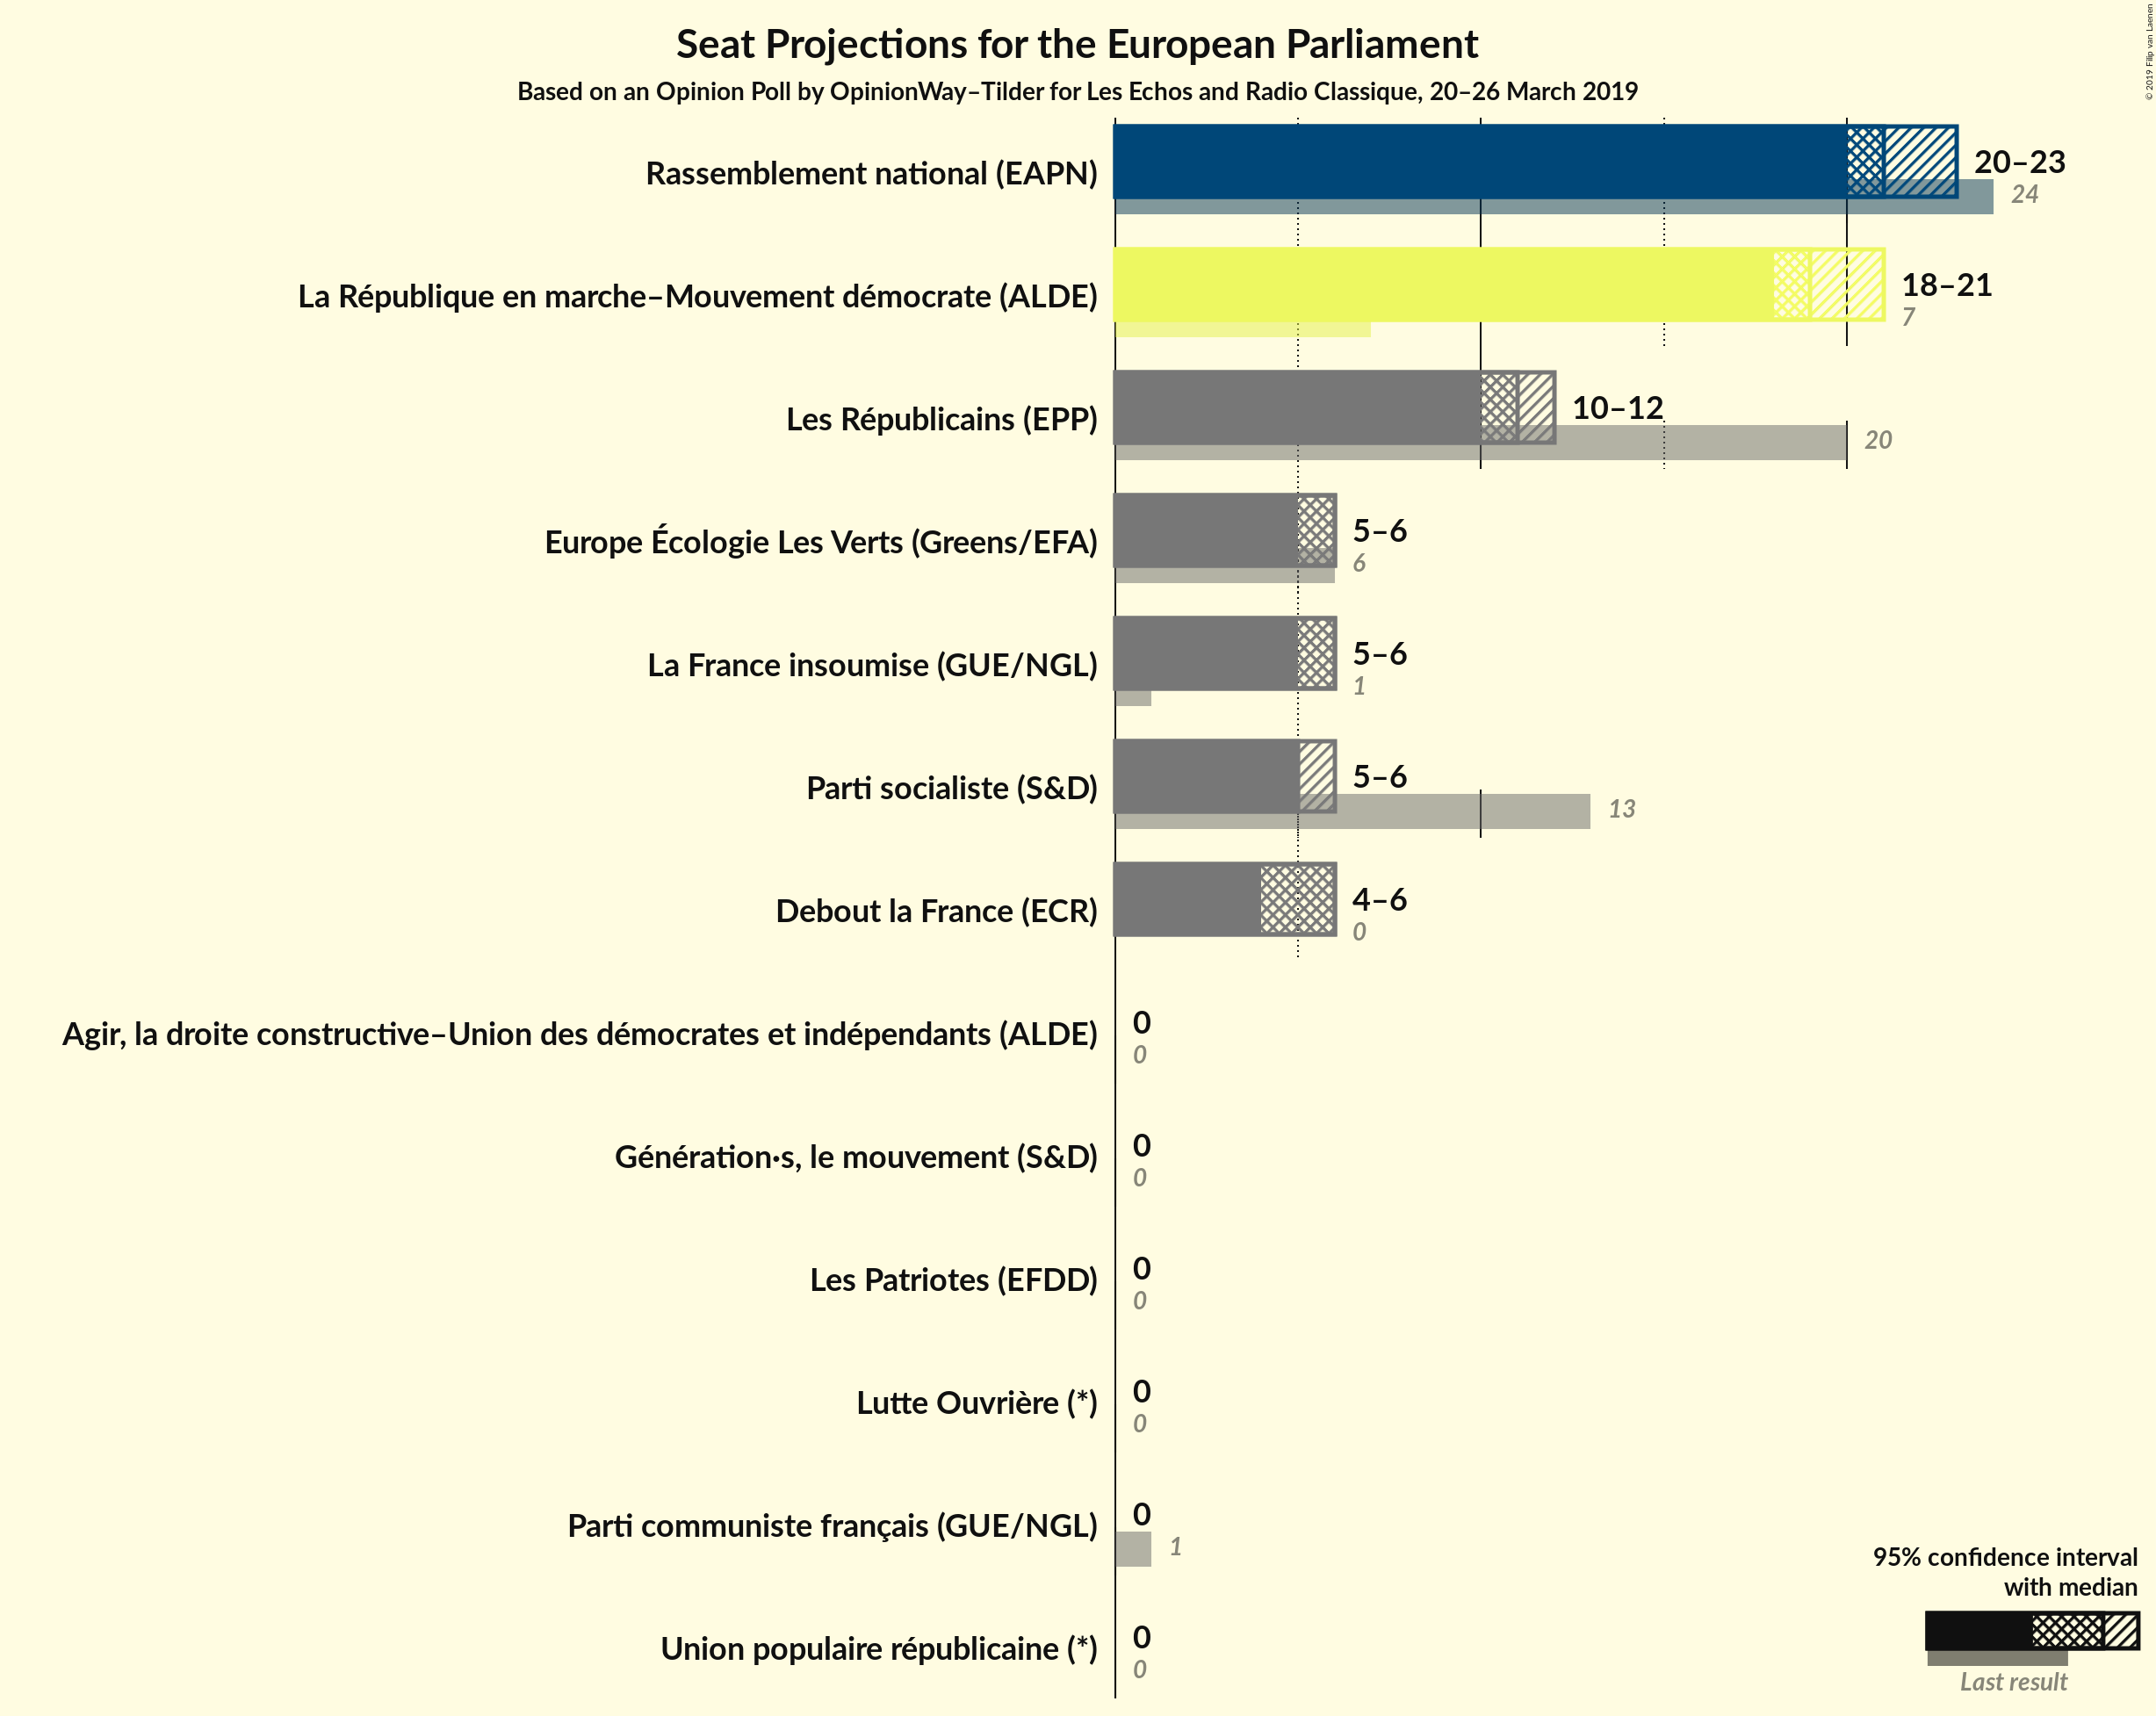 Seat Projections for the European Parliament
Based on an Opinion Poll by OpinionWay–Tilder for Les Echos and Radio Classique, 20–26 March 2019
© 2019 Filip van Laenen
Rassemblement national (EAPN)
20–23
24
La République en marche–Mouvement démocrate (ALDE)
18–21
7
Les Républicains (EPP)
10–12
20
Europe Écologie Les Verts (Greens/EFA)
5–6
6
La France insoumise (GUE/NGL)
5–6
1
Parti socialiste (S&D)
5–6
13
Debout la France (ECR)
4–6
0
Agir, la droite constructive–Union des démocrates et indépendants (ALDE)
0
0
Génération·s, le mouvement (S&D)
0
0
Les Patriotes (EFDD)
0
0
Lutte Ouvrière (*)
0
0
Parti communiste français (GUE/NGL)
0
1
Union populaire républicaine (*)
0
0
95% confidence interval
with median
Last result